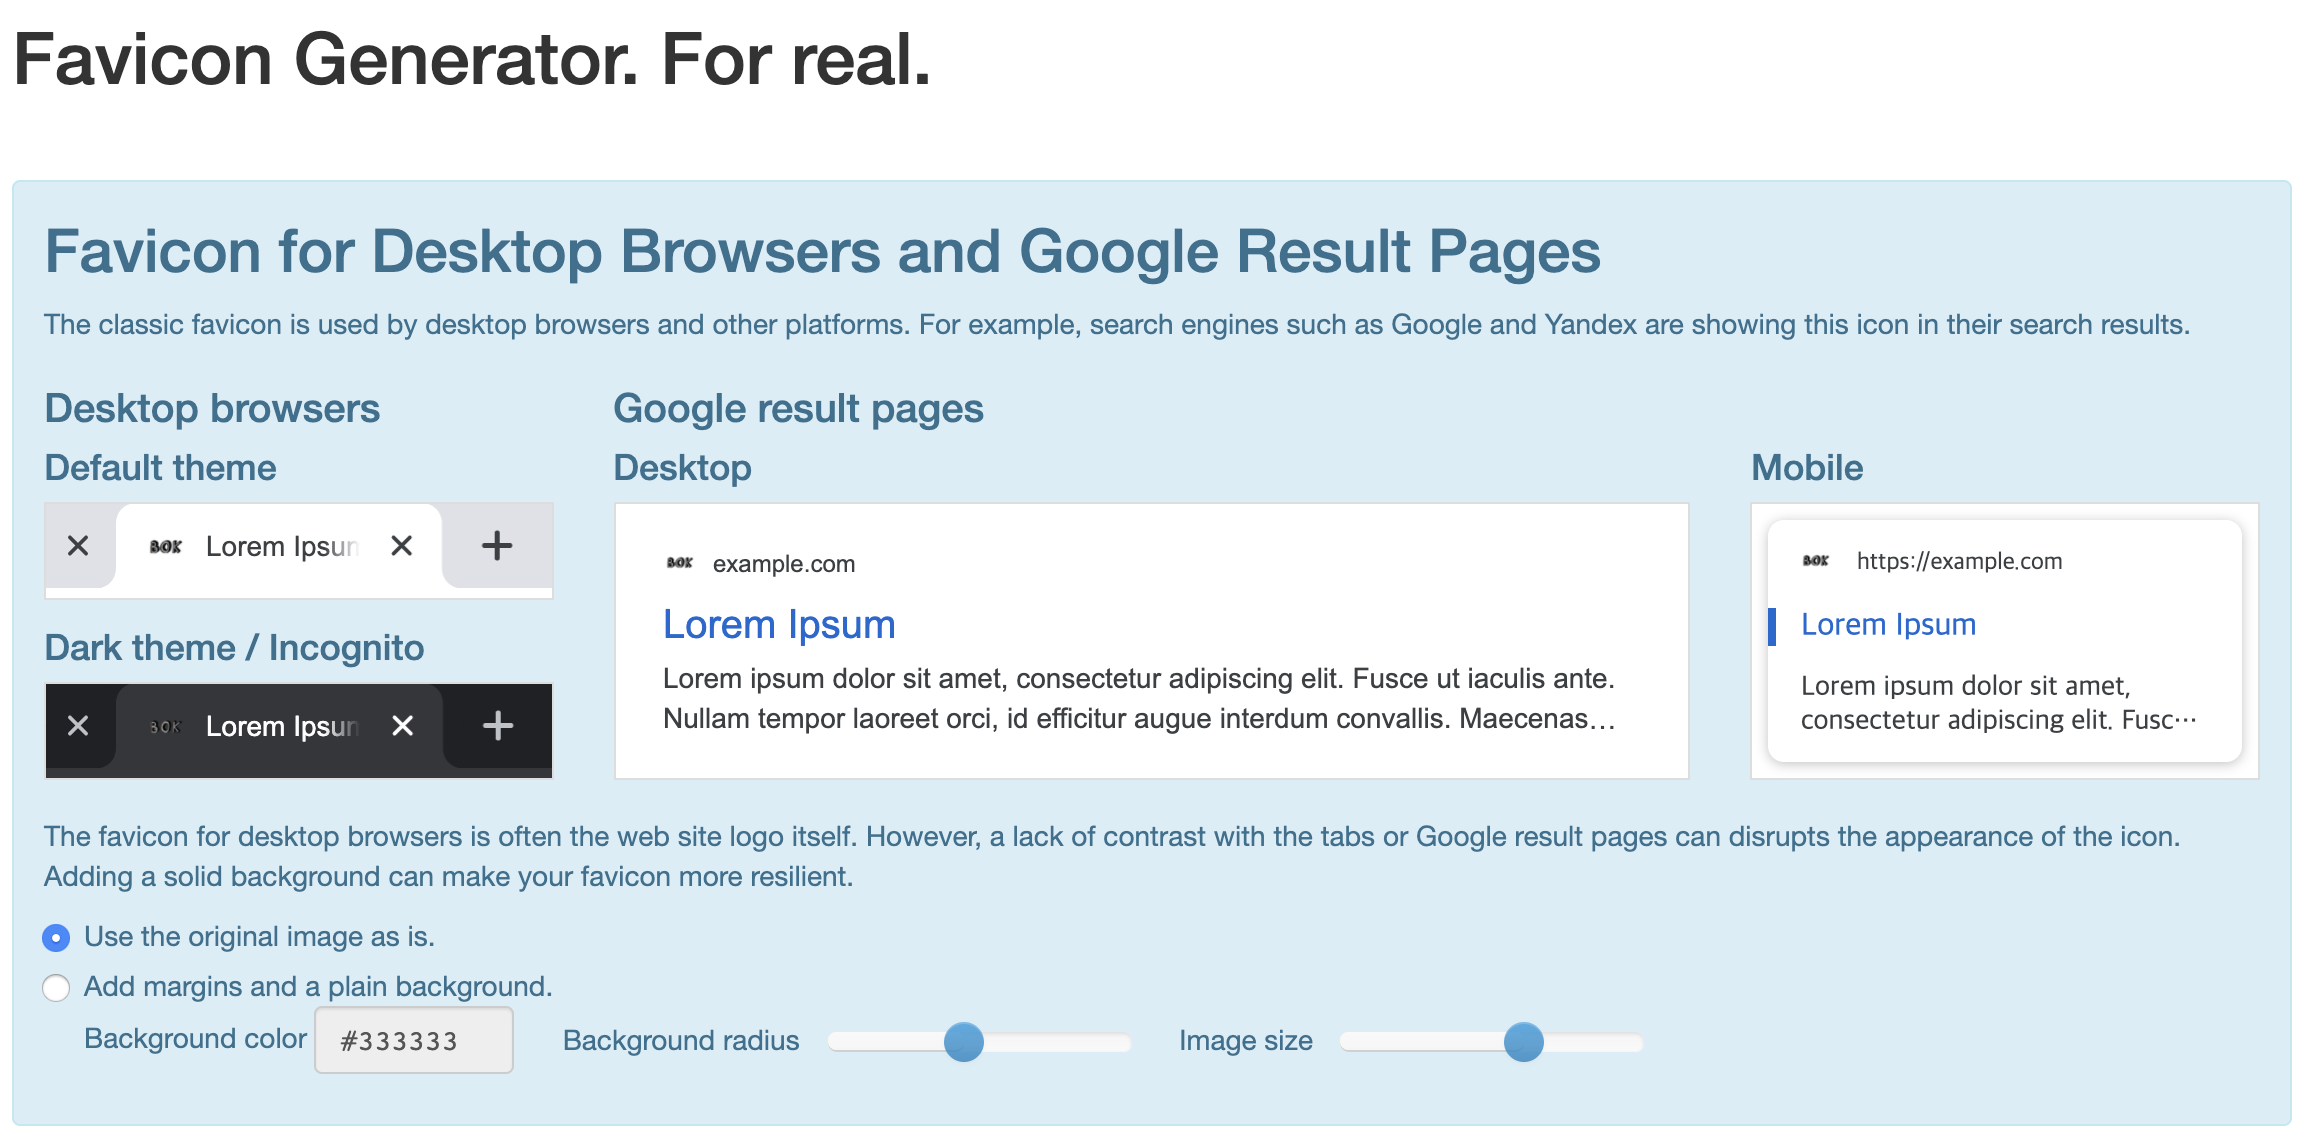 Favicon Generator. For real.
Favicon for Desktop Browsers and Google Result Pages
The classic favicon is used by desktop browsers and other platforms. For example, search engines such as Google and Yandex are showing this icon in their search results.
Desktop browsers
Default theme
BOK Lorem Ipsum
Dark theme / Incognito
BOK Lorem Ipsum
Google result pages
Desktop
BOK example.com
Lorem Ipsum
Lorem ipsum dolor sit amet, consectetur adipiscing elit. Fusce ut iaculis ante.
Nullam tempor laoreet orci, id efficitur augue interdum convallis. Maecenas…
Mobile
BOK https://example.com
Lorem Ipsum
Lorem ipsum dolor sit amet,
consectetur adipiscing elit. Fusc…
The favicon for desktop browsers is often the web site logo itself. However, a lack of contrast with the tabs or Google result pages can disrupts the appearance of the icon.
Adding a solid background can make your favicon more resilient.
Use the original image as is.
Add margins and a plain background.
Background color #333333 Background radius Image size